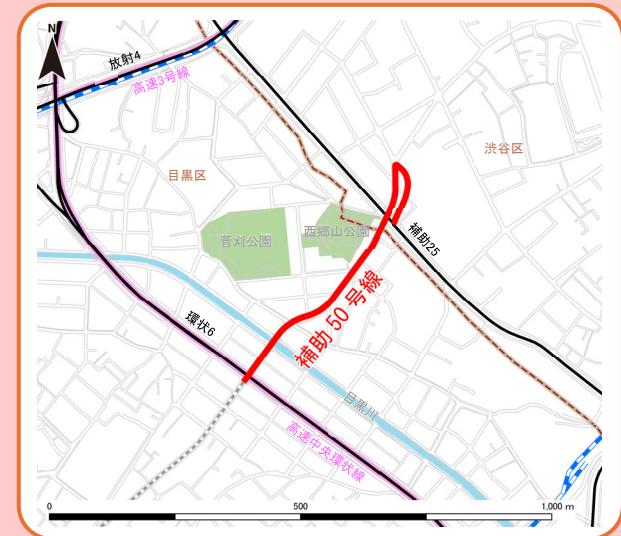 N
放射4
高速3号線
目黒区
渋谷区
菅刈公園
西郷山公園
補助25
補助50号線
環状6
目黒川
高速中央環状線
0
500
1,000 m